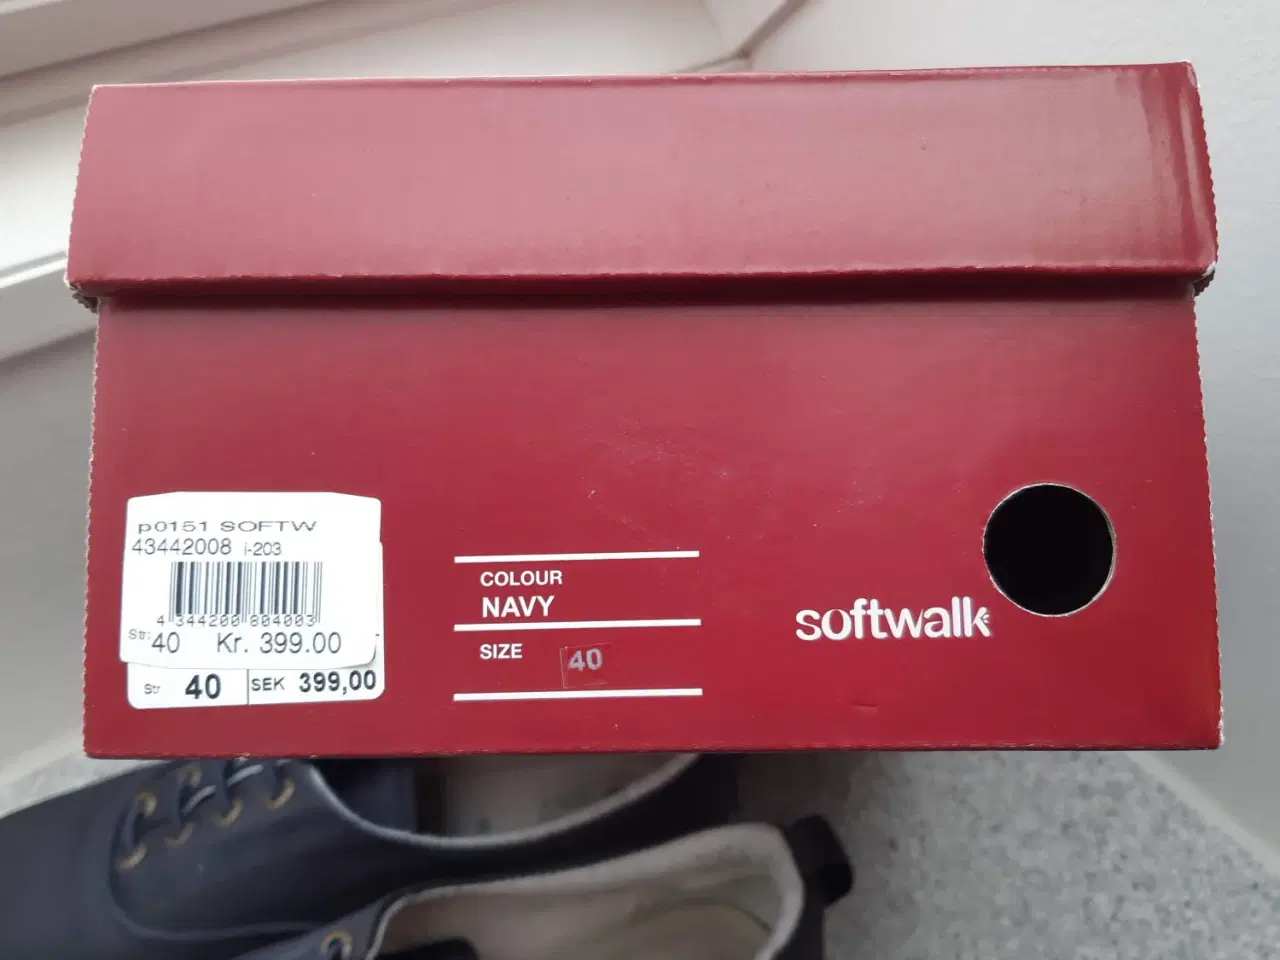 p0151 SOFTW
43442008 i-203
4 344200 804003
Str: 40 Kr. 399.00
Str 40 SEK 399,00
COLOUR
NAVY
SIZE 40
softwalk